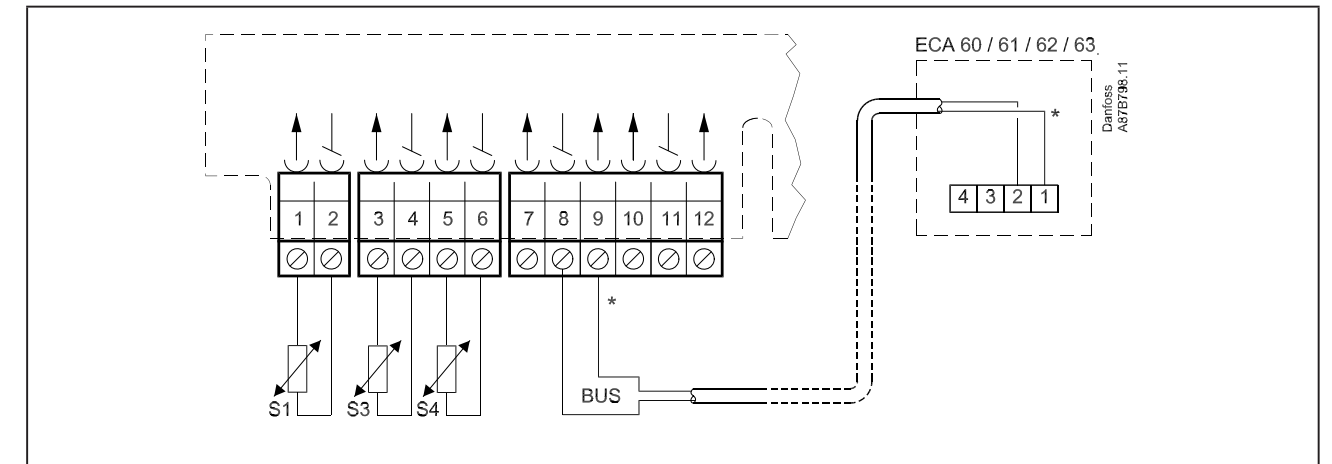 ECA 60 / 61 / 62 / 63
Danfoss
A87B798.11
*
4 3 2 1
1 2 3 4 5 6 7 8 9 10 11 12
*
BUS
S1 S3 S4